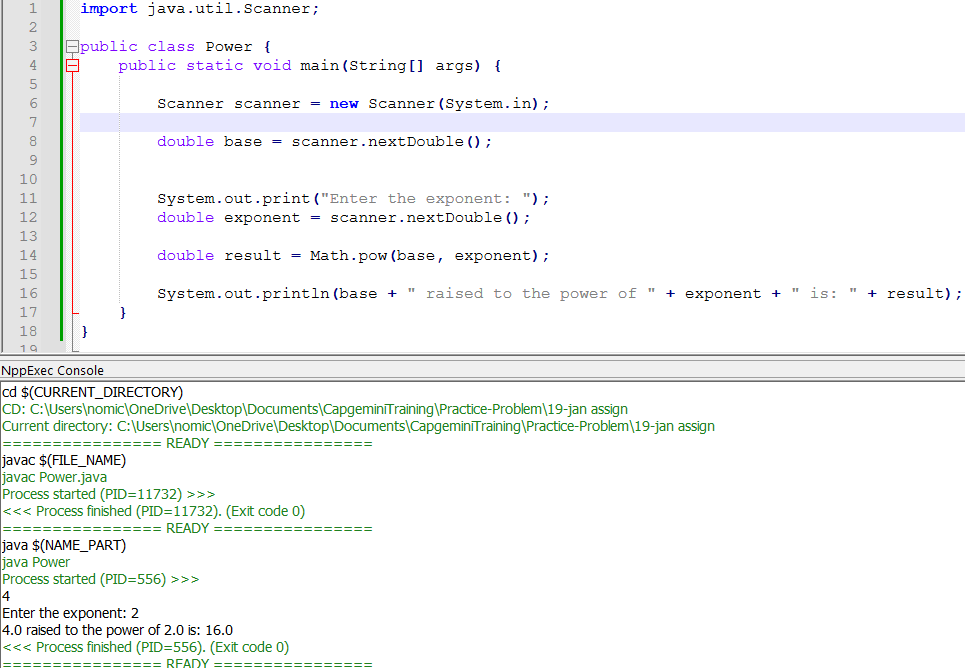 1 import java.util.Scanner;
2
3 public class Power {
4 public static void main(String[] args) {
5
6 Scanner scanner = new Scanner(System.in);
7
8 double base = scanner.nextDouble();
9
10
11 System.out.print("Enter the exponent: ");
12 double exponent = scanner.nextDouble();
13
14 double result = Math.pow(base, exponent);
15
16 System.out.println(base + " raised to the power of " + exponent + " is: " + result);
17 }
18 }
19
NppExec Console
cd $(CURRENT_DIRECTORY)
CD: C:\Users\nomic\OneDrive\Desktop\Documents\CapgeminiTraining\Practice-Problem\19-jan assign
Current directory: C:\Users\nomic\OneDrive\Desktop\Documents\CapgeminiTraining\Practice-Problem\19-jan assign
================ READY ================
javac $(FILE_NAME)
javac Power.java
Process started (PID=11732) >>>
<<< Process finished (PID=11732). (Exit code 0)
================ READY ================
java $(NAME_PART)
java Power
Process started (PID=556) >>>
4
Enter the exponent: 2
4.0 raised to the power of 2.0 is: 16.0
<<< Process finished (PID=556). (Exit code 0)
================ READY ================